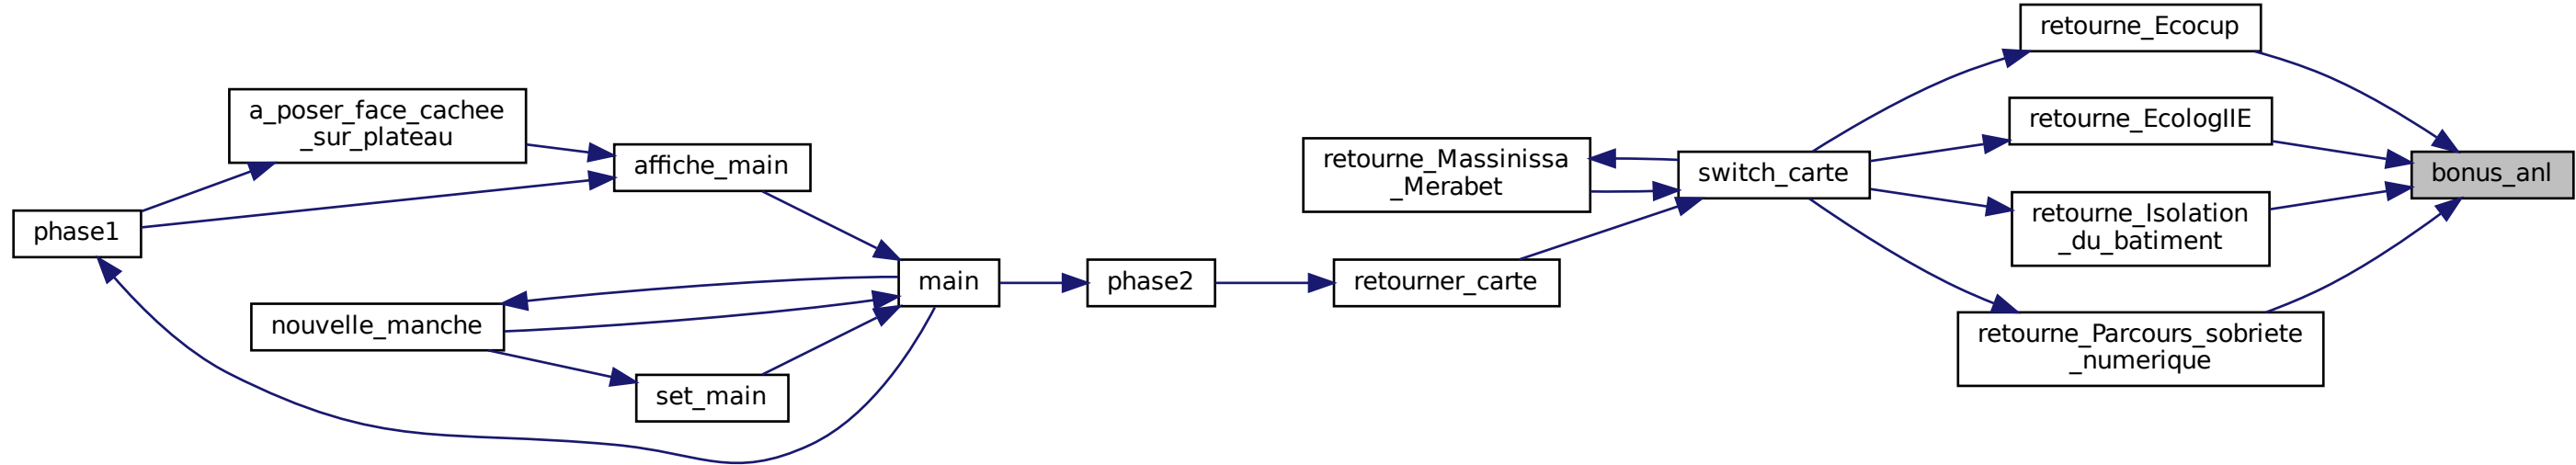 phase1
a_poser_face_cachee
_sur_plateau
affiche_main
nouvelle_manche
set_main
main
phase2
retourner_carte
retourne_Massinissa
_Merabet
switch_carte
retourne_Ecocup
retourne_EcologIIE
retourne_Isolation
_du_batiment
retourne_Parcours_sobriete
_numerique
bonus_anl